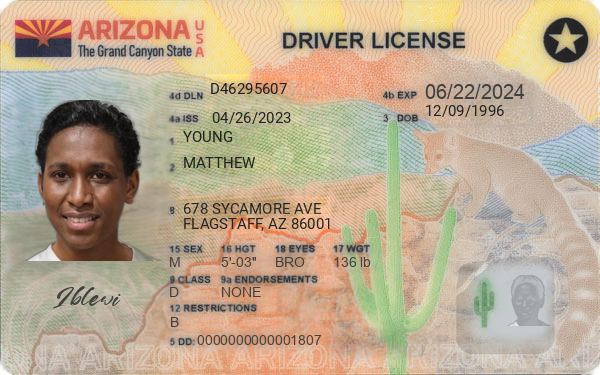 ARIZONA USA
The Grand Canyon State
DRIVER LICENSE
4d DLN D46295607
4b EXP 06/22/2024
4a ISS 04/26/2023
3 DOB 12/09/1996
1 YOUNG
2 MATTHEW
8 678 SYCAMORE AVE
FLAGSTAFF, AZ 86001
15 SEX 16 HGT 18 EYES 17 WGT
M 5'-03" BRO 136 lb
9 CLASS 9a ENDORSEMENTS
D NONE
12 RESTRICTIONS
B
5 DD: 0000000000001807
ARIZONA ARIZONA ARIZONA ARIZONA